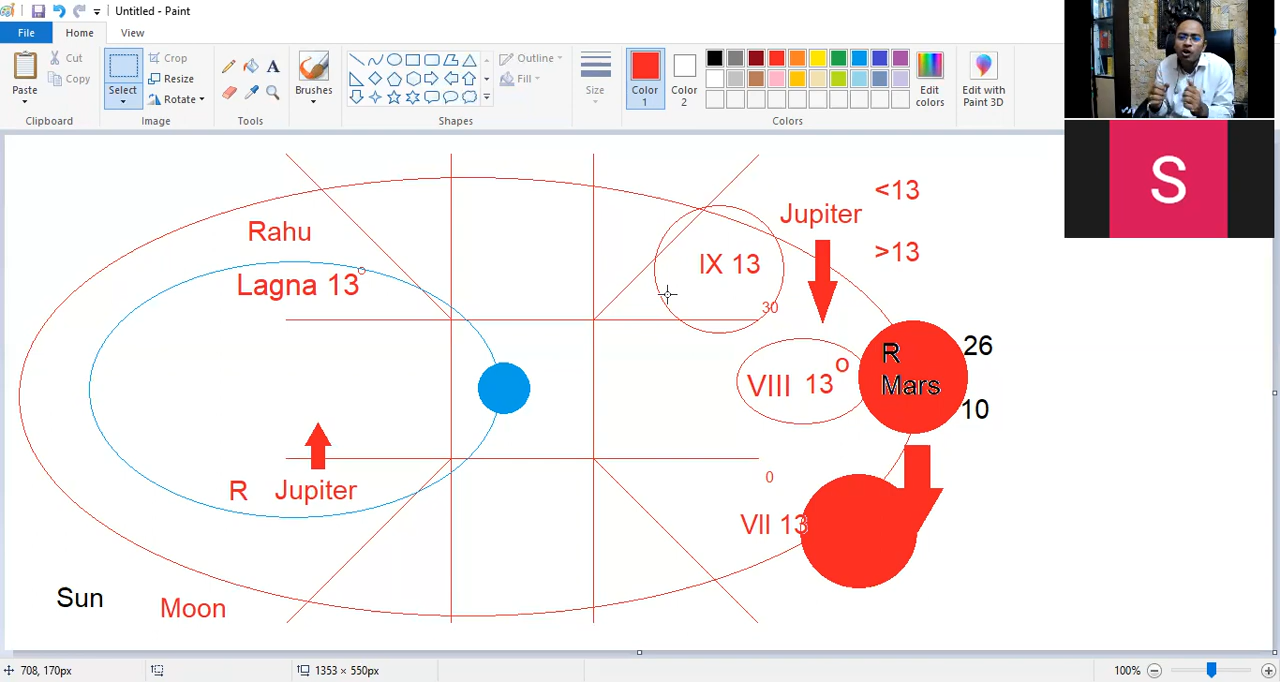 Untitled - Paint
File Home View
Paste
Cut
Copy
Clipboard
Select
Crop
Resize
Rotate
Image
A
Tools
Brushes
Outline
Fill
Shapes
Size
Color 1
Color 2
Edit colors
Colors
Edit with Paint 3D
S
<13
Jupiter
>13
Rahu
IX 13
Lagna 13°
30
26
R
VIII 13°
Mars
10
0
R Jupiter
VII 13
Sun
Moon
708, 170px
1353 × 550px
100%